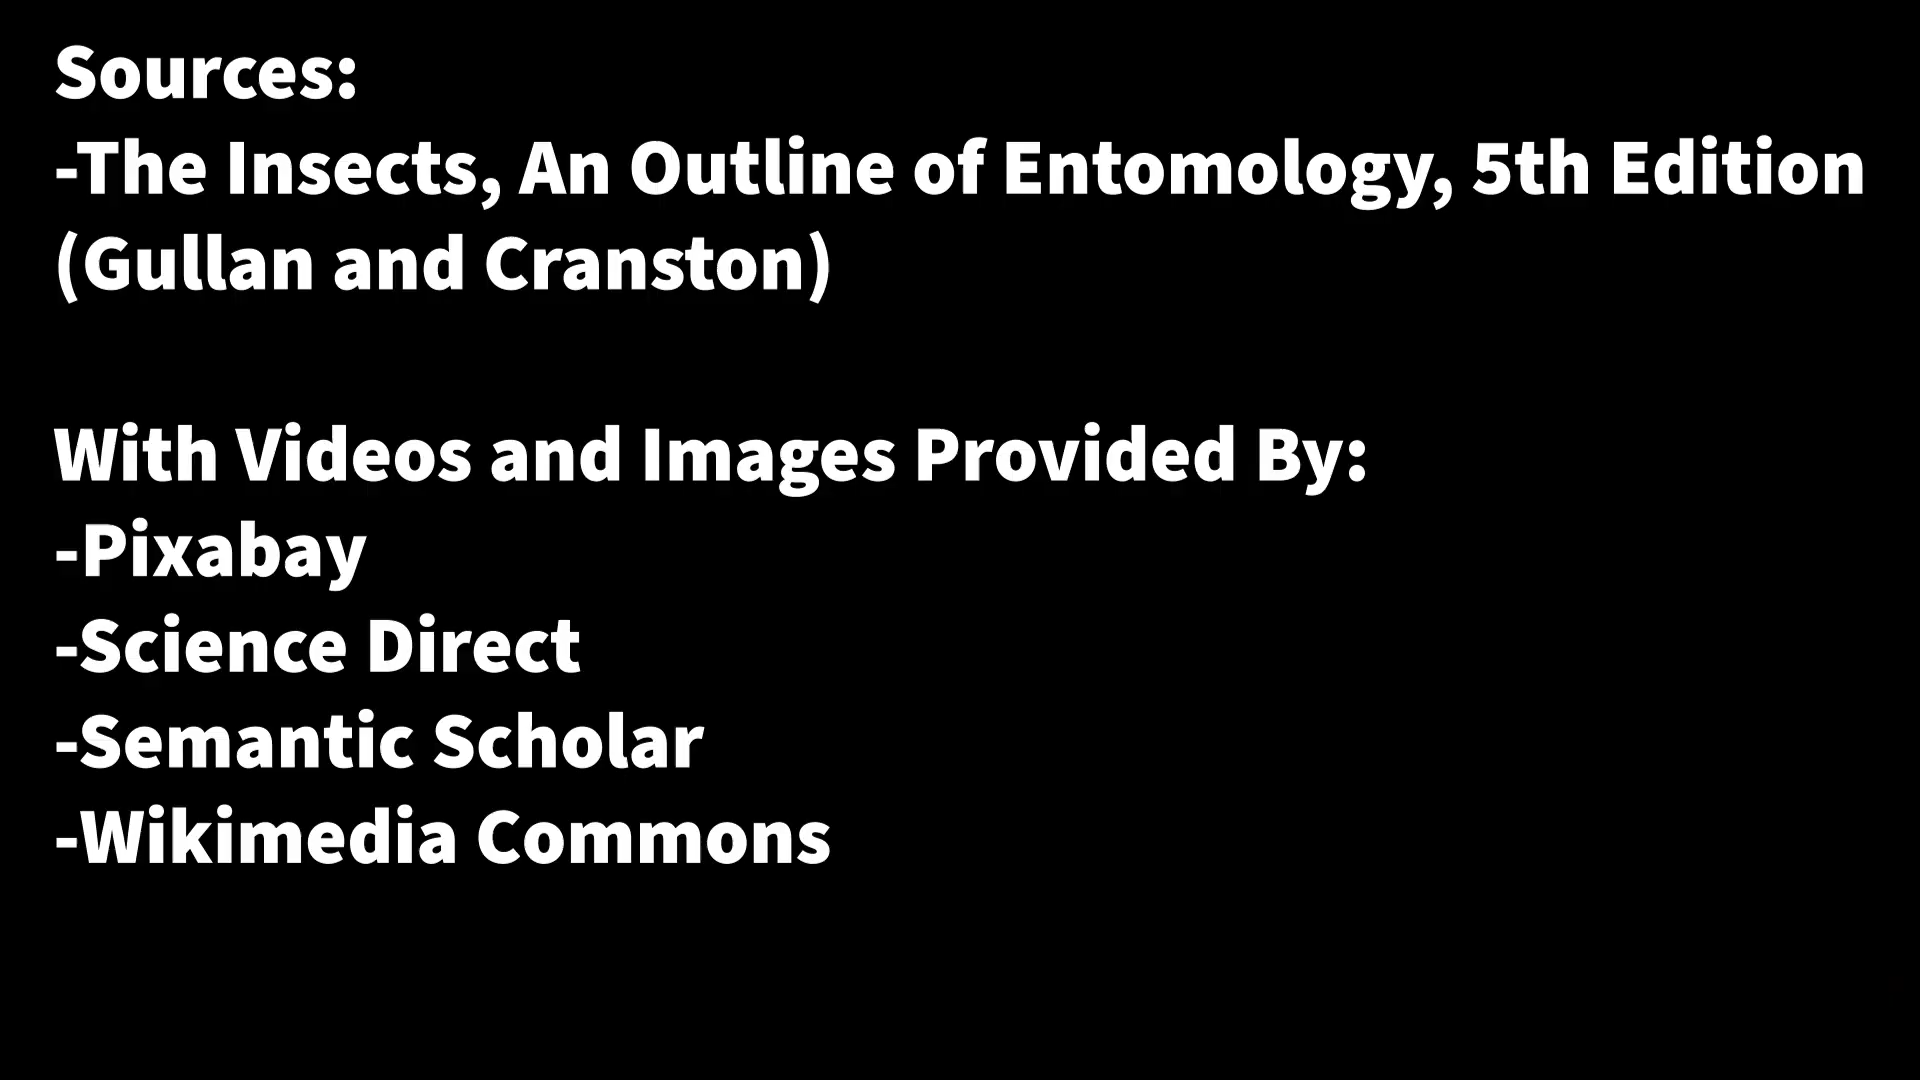 Sources:
-The Insects, An Outline of Entomology, 5th Edition
(Gullan and Cranston)
With Videos and Images Provided By:
-Pixabay
-Science Direct
-Semantic Scholar
-Wikimedia Commons